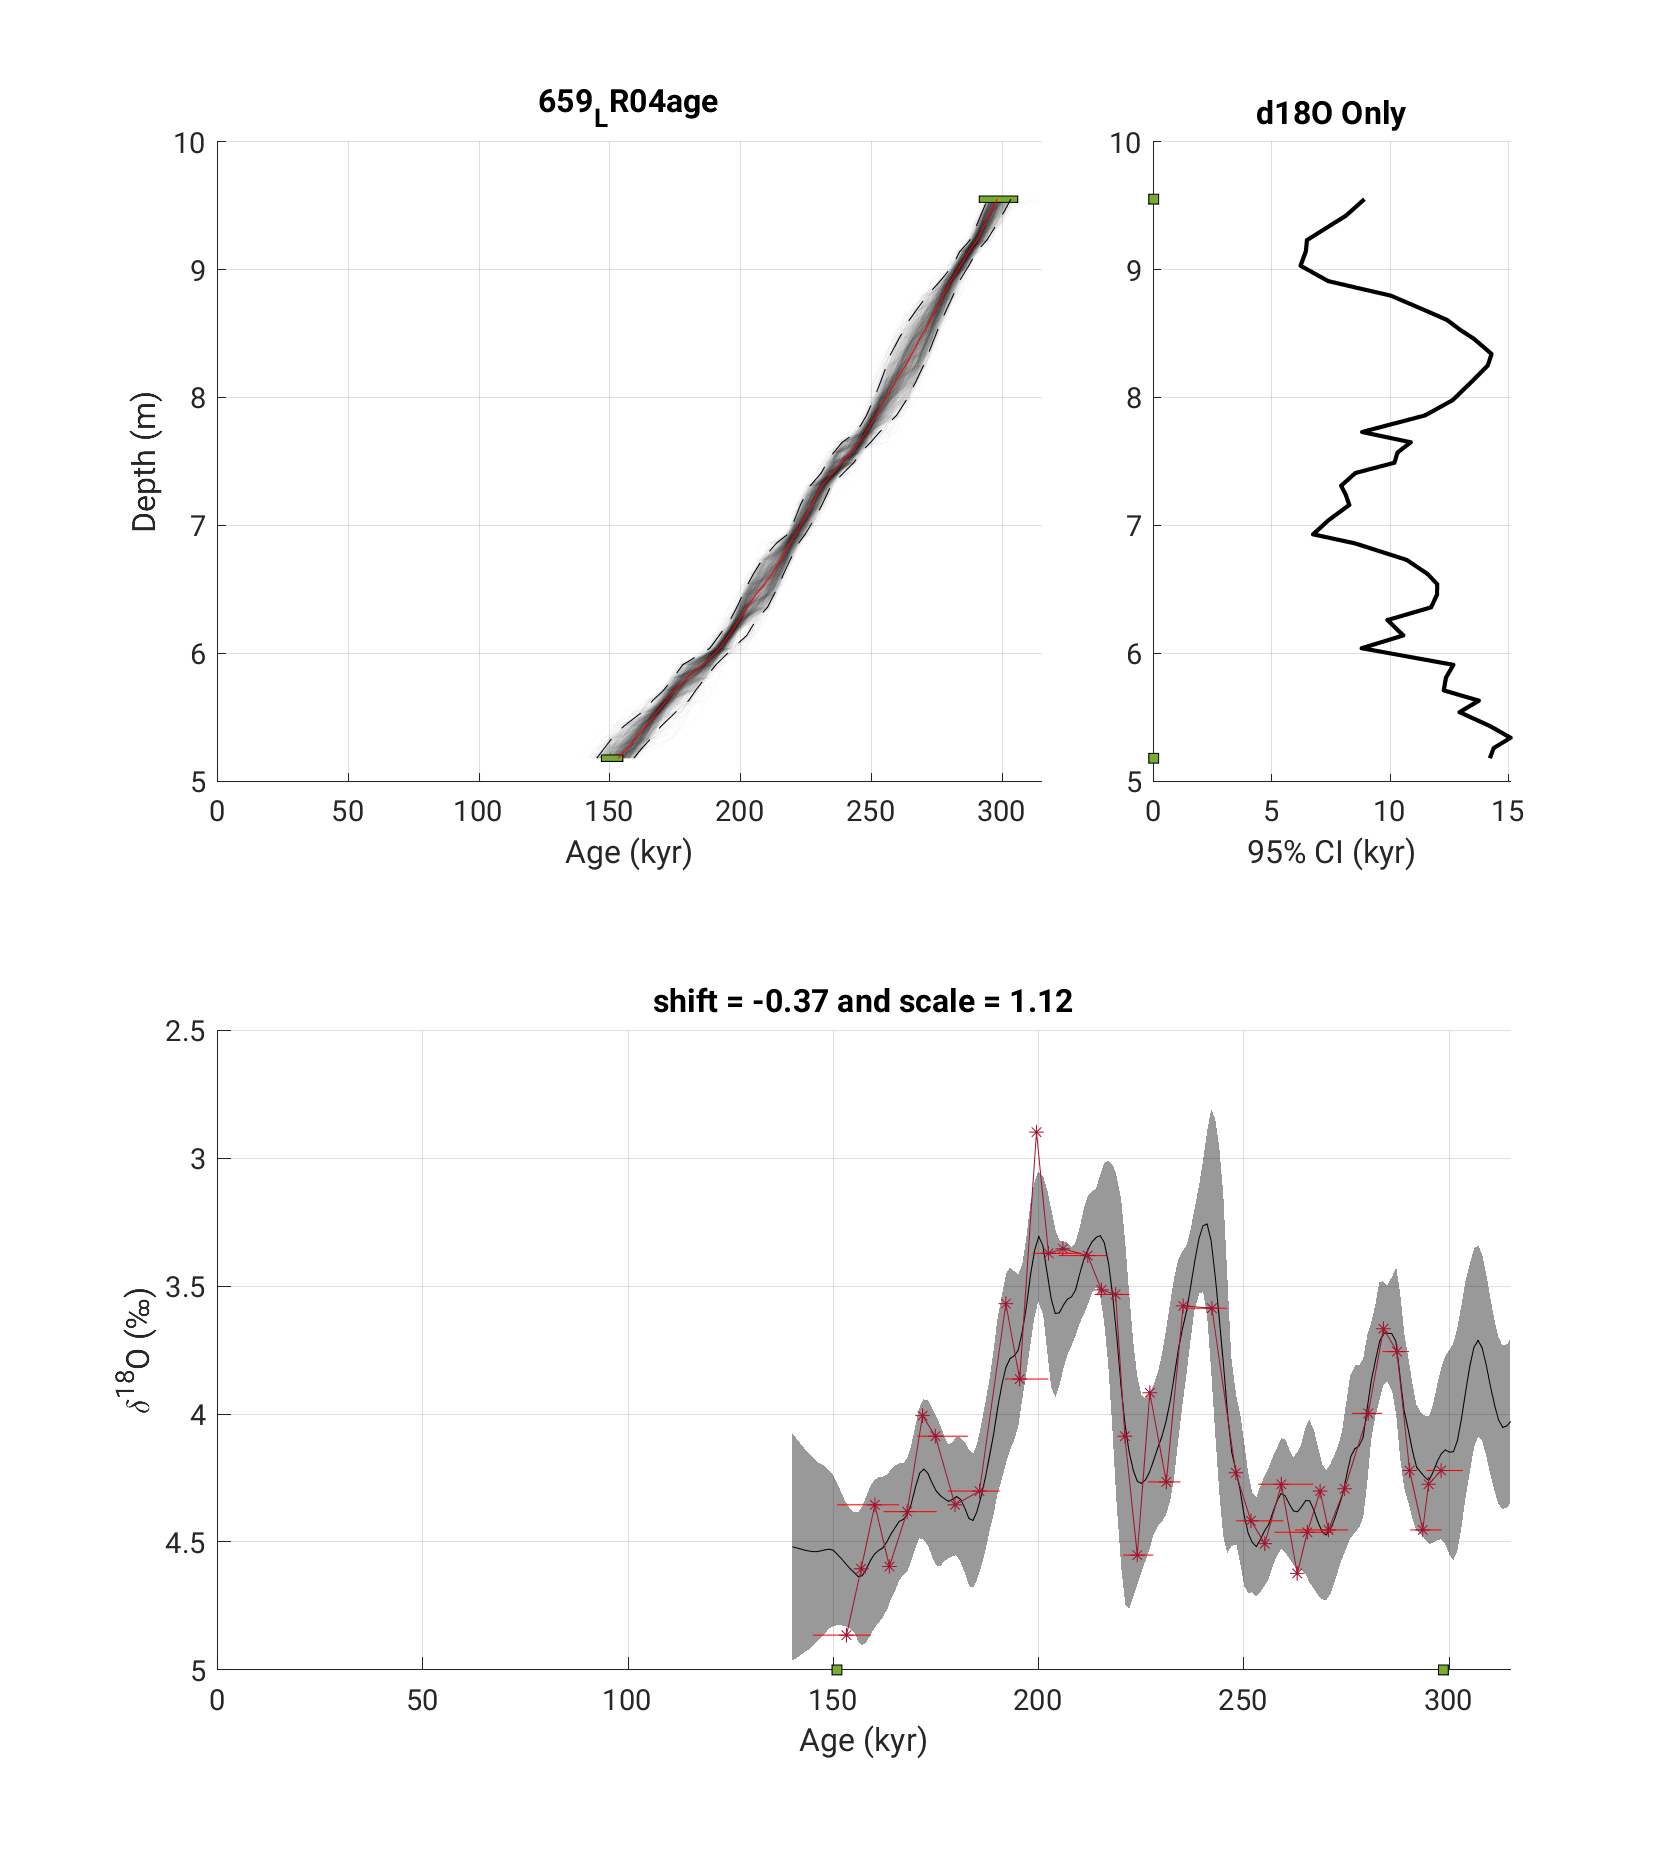 659LR04age
10
9
8
7
6
5
Depth (m)
0 50 100 150 200 250 300
Age (kyr)
d18O Only
10
9
8
7
6
5
0 5 10 15
95% CI (kyr)
shift = -0.37 and scale = 1.12
2.5
3
3.5
4
4.5
5
δ18O (‰)
0 50 100 150 200 250 300
Age (kyr)